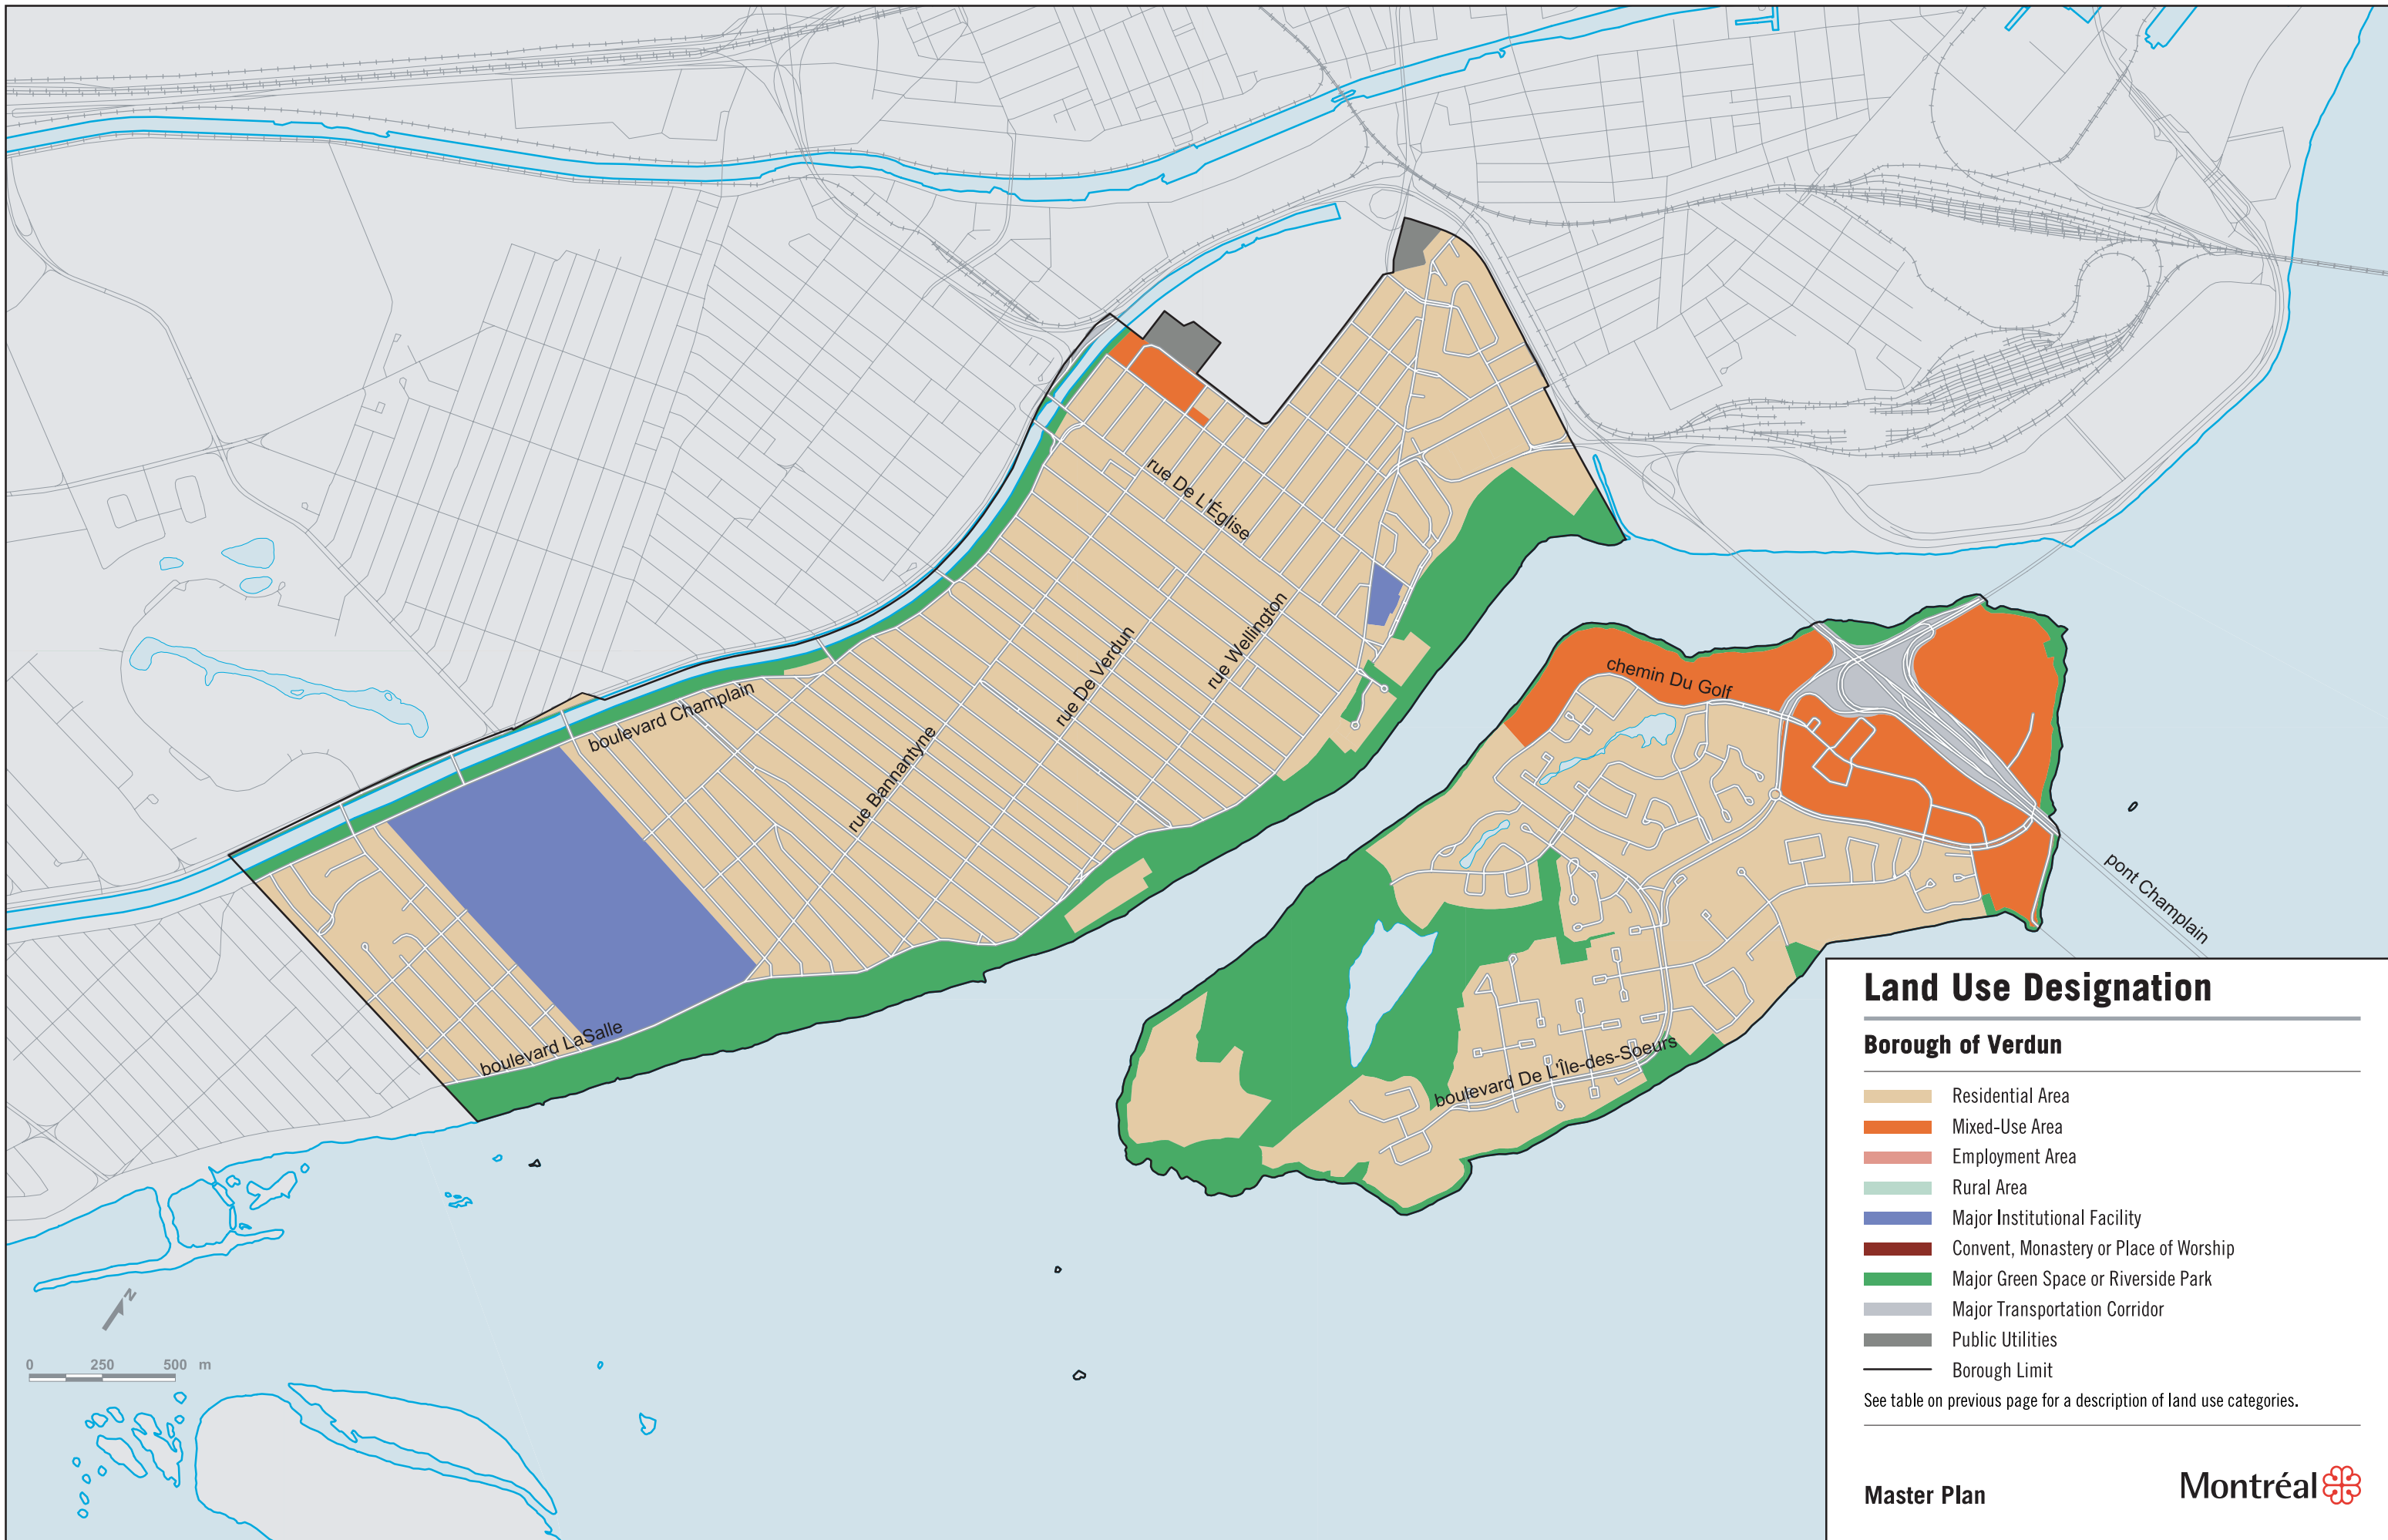 rue De L'Église
chemin Du Golf
rue Wellington
rue De Verdun
boulevard Champlain
rue Bannantyne
pont Champlain
boulevard LaSalle
boulevard De L'Île-des-Soeurs
N
0 250 500 m
Land Use Designation
Borough of Verdun
Residential Area
Mixed-Use Area
Employment Area
Rural Area
Major Institutional Facility
Convent, Monastery or Place of Worship
Major Green Space or Riverside Park
Major Transportation Corridor
Public Utilities
Borough Limit
See table on previous page for a description of land use categories.
Master Plan
Montréal